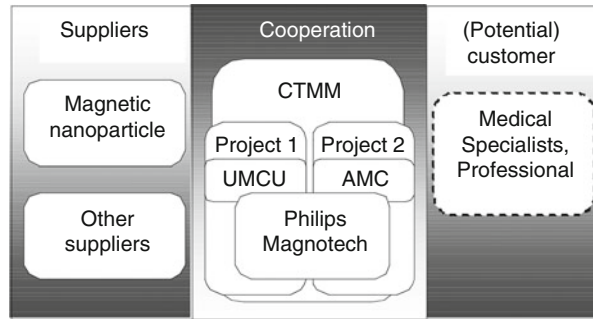 Suppliers
Magnetic
nanoparticle
Other
suppliers
Cooperation
CTMM
Project 1
UMCU
Project 2
AMC
Philips
Magnotech
(Potential)
customer
Medical
Specialists,
Professional